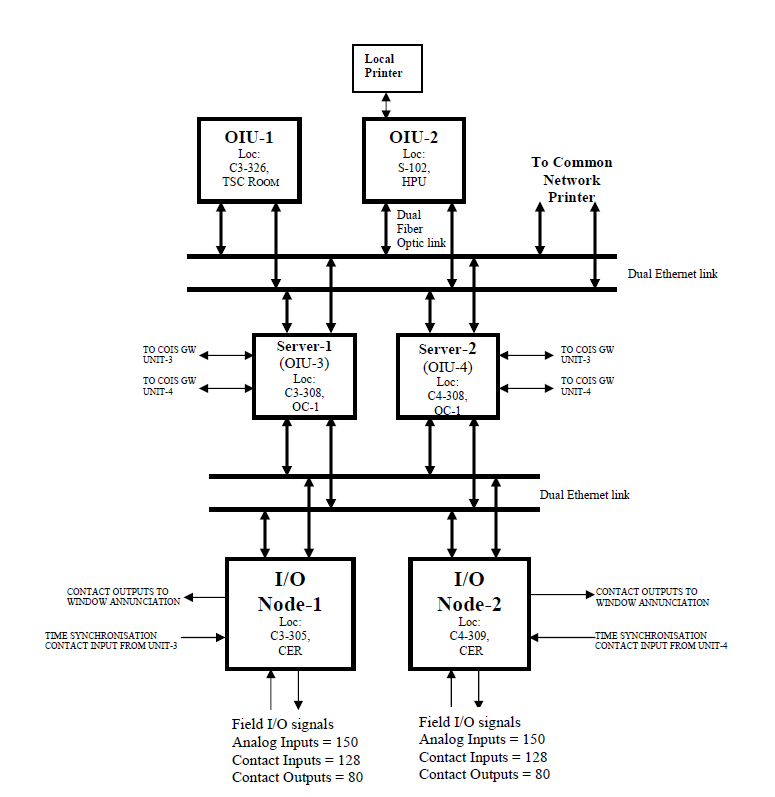 Local
Printer
OIU-1
Loc:
C3-326,
TSC ROOM
OIU-2
Loc:
S-102,
HPU
To Common
Network
Printer
Dual
Fiber
Optic link
Dual Ethernet link
TO COIS GW
UNIT-3
TO COIS GW
UNIT-4
Server-1
(OIU-3)
Loc:
C3-308,
OC-1
Server-2
(OIU-4)
Loc:
C4-308,
OC-1
TO COIS GW
UNIT-3
TO COIS GW
UNIT-4
Dual Ethernet link
CONTACT OUTPUTS TO
WINDOW ANNUNCIATION
TIME SYNCHRONISATION
CONTACT INPUT FROM UNIT-3
I/O
Node-1
Loc:
C3-305,
CER
I/O
Node-2
Loc:
C4-309,
CER
CONTACT OUTPUTS TO
WINDOW ANNUNCIATION
TIME SYNCHRONISATION
CONTACT INPUT FROM UNIT-4
Field I/O signals
Analog Inputs = 150
Contact Inputs = 128
Contact Outputs = 80
Field I/O signals
Analog Inputs = 150
Contact Inputs = 128
Contact Outputs = 80